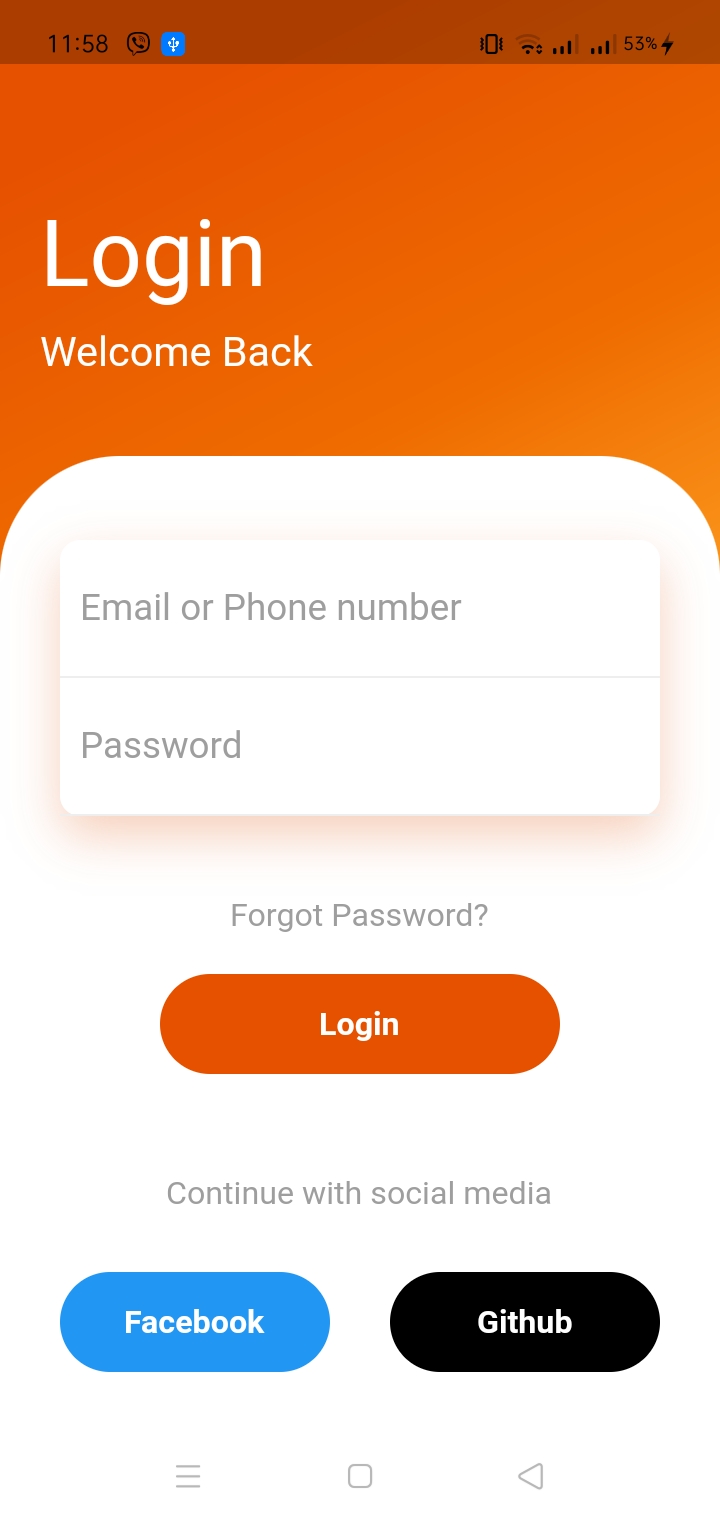 11:58 53%
Login
Welcome Back
Email or Phone number
Password
Forgot Password?
Login
Continue with social media
Facebook Github